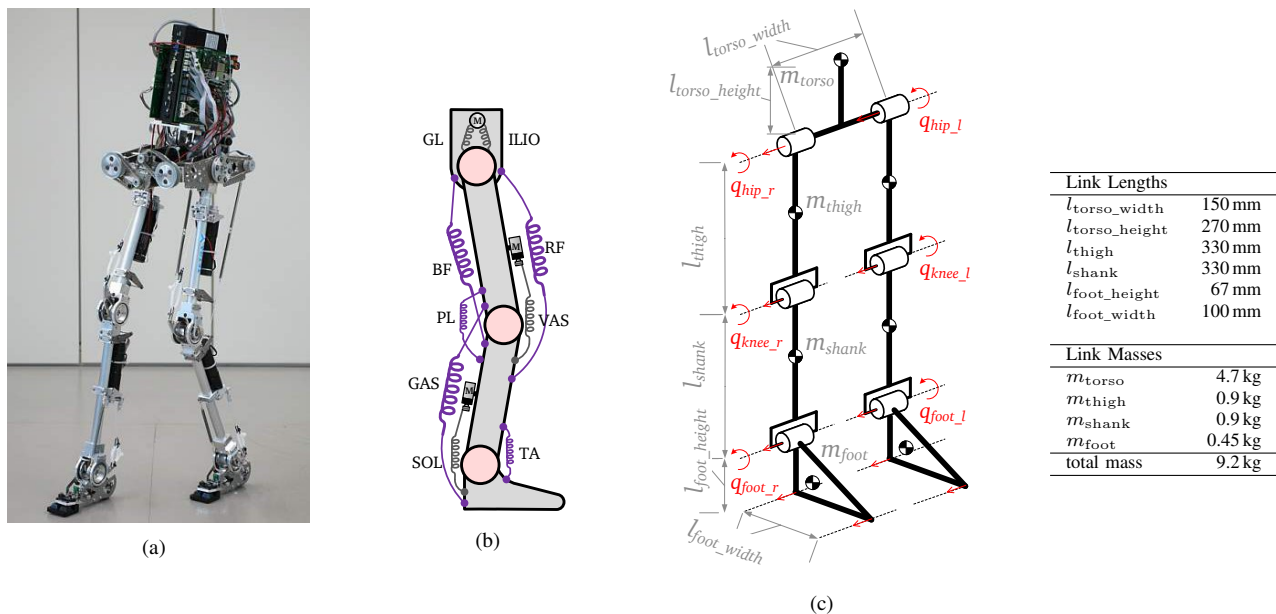 M
GL
ILIO
M
RF
BF
PL
VAS
GAS
M
SOL
TA
l_torso_width
m_torso
l_torso_height
q_hip_l
q_hip_r
m_thigh
l_thigh
q_knee_l
q_knee_r
m_shank
l_shank
q_foot_l
l_foot_height
m_foot
q_foot_r
l_foot_width
Link Lengths
l_torso_width 150 mm
l_torso_height 270 mm
l_thigh 330 mm
l_shank 330 mm
l_foot_height 67 mm
l_foot_width 100 mm
Link Masses
m_torso 4.7 kg
m_thigh 0.9 kg
m_shank 0.9 kg
m_foot 0.45 kg
total mass 9.2 kg
(a)
(b)
(c)